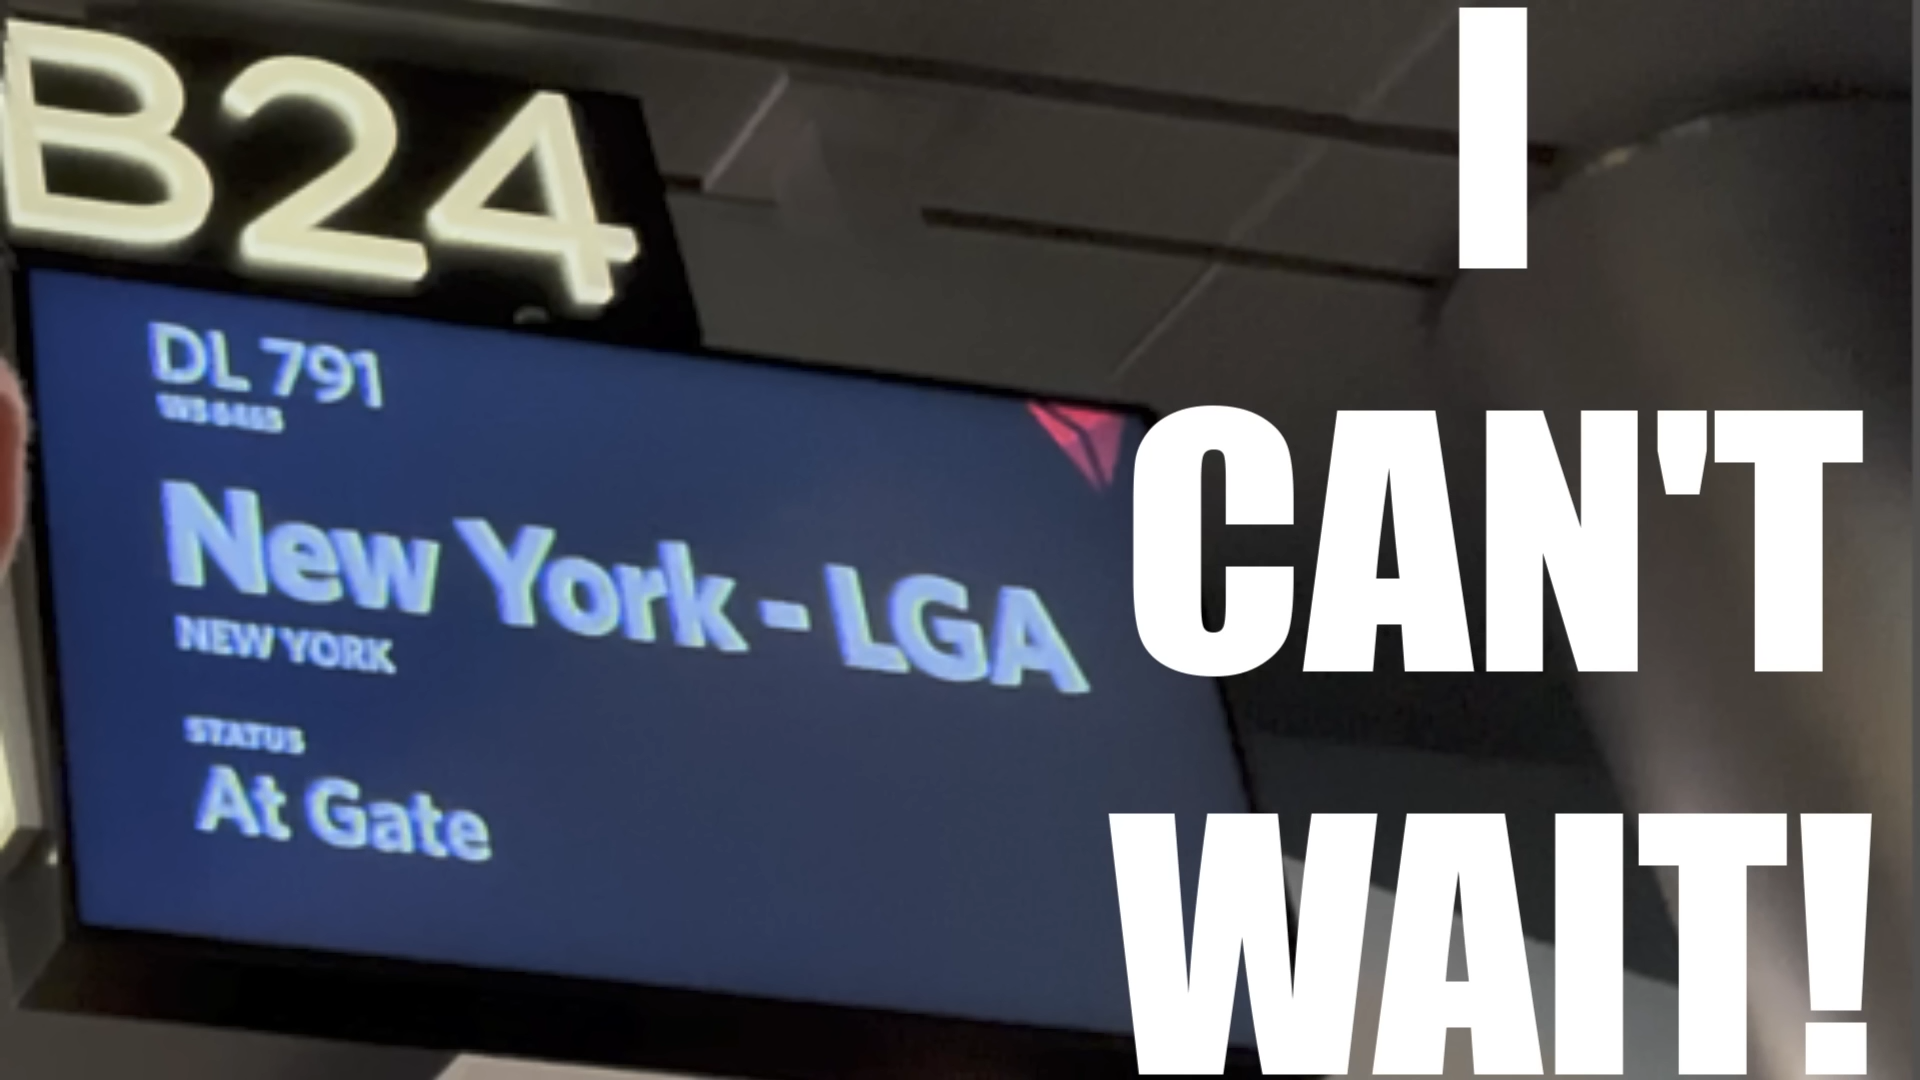 B24
DL 791
New York - LGA
NEW YORK
STATUS
At Gate
I
CAN'T
WAIT!